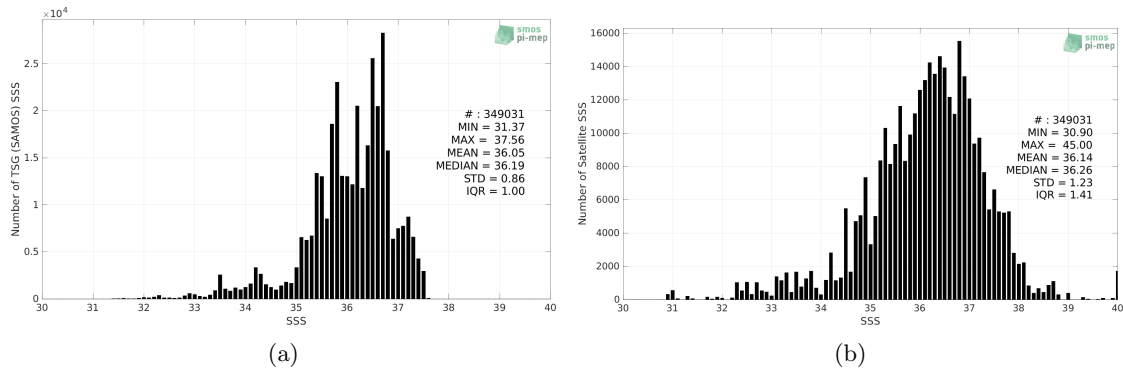 ×10⁴
smos
pi-mep
Number of TSG (SAMOS) SSS
2.5
2
1.5
1
0.5
0
# : 349031
MIN = 31.37
MAX = 37.56
MEAN = 36.05
MEDIAN = 36.19
STD = 0.86
IQR = 1.00
30 31 32 33 34 35 36 37 38 39 40
SSS
(a)
smos
pi-mep
Number of Satellite SSS
16000
14000
12000
10000
8000
6000
4000
2000
0
# : 349031
MIN = 30.90
MAX = 45.00
MEAN = 36.14
MEDIAN = 36.26
STD = 1.23
IQR = 1.41
30 31 32 33 34 35 36 37 38 39 40
SSS
(b)